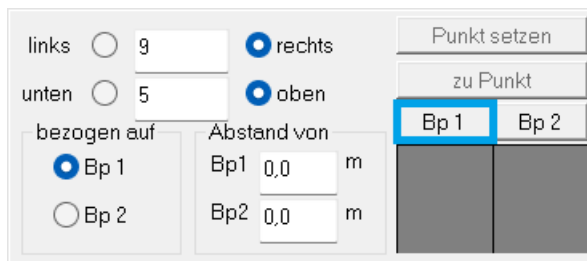 links 9 rechts Punkt setzen
unten 5 oben zu Punkt
bezogen auf Abstand von Bp 1 Bp 2
Bp 1 Bp1 0,0 m
Bp 2 Bp2 0,0 m